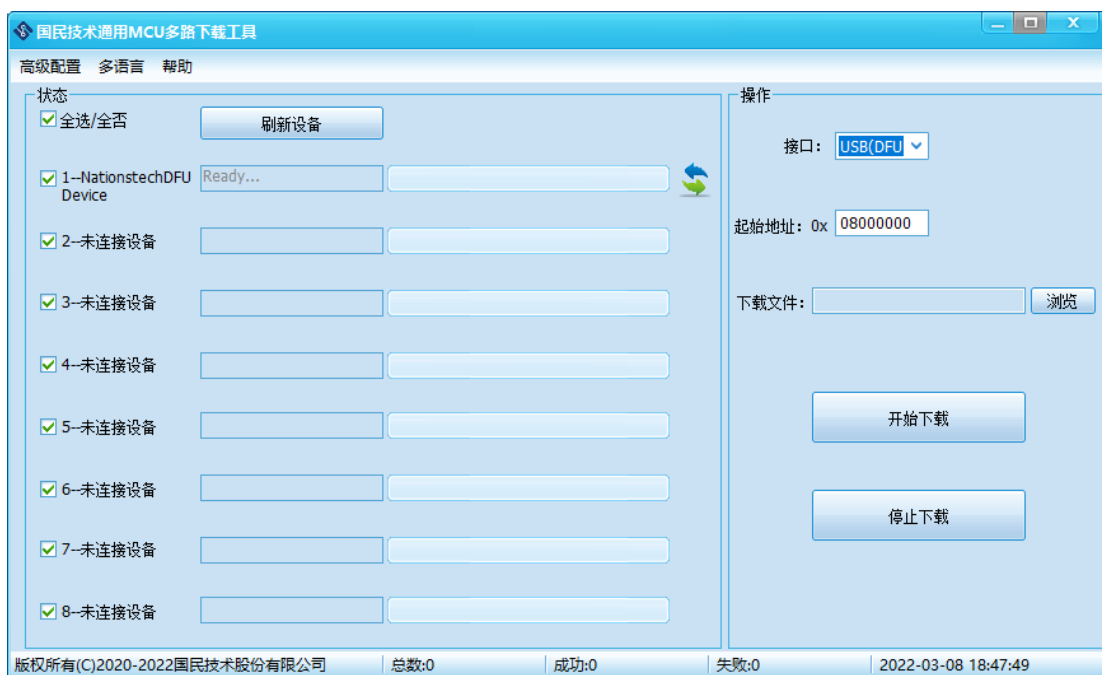 国民技术通用MCU多路下载工具
高级配置 多语言 帮助
状态
全选/全否 刷新设备
1--NationstechDFU Device Ready...
2--未连接设备
3--未连接设备
4--未连接设备
5--未连接设备
6--未连接设备
7--未连接设备
8--未连接设备
操作
接口: USB(DFU
起始地址: 0x 08000000
下载文件: 浏览
开始下载
停止下载
版权所有(C)2020-2022国民技术股份有限公司 总数:0 成功:0 失败:0 2022-03-08 18:47:49